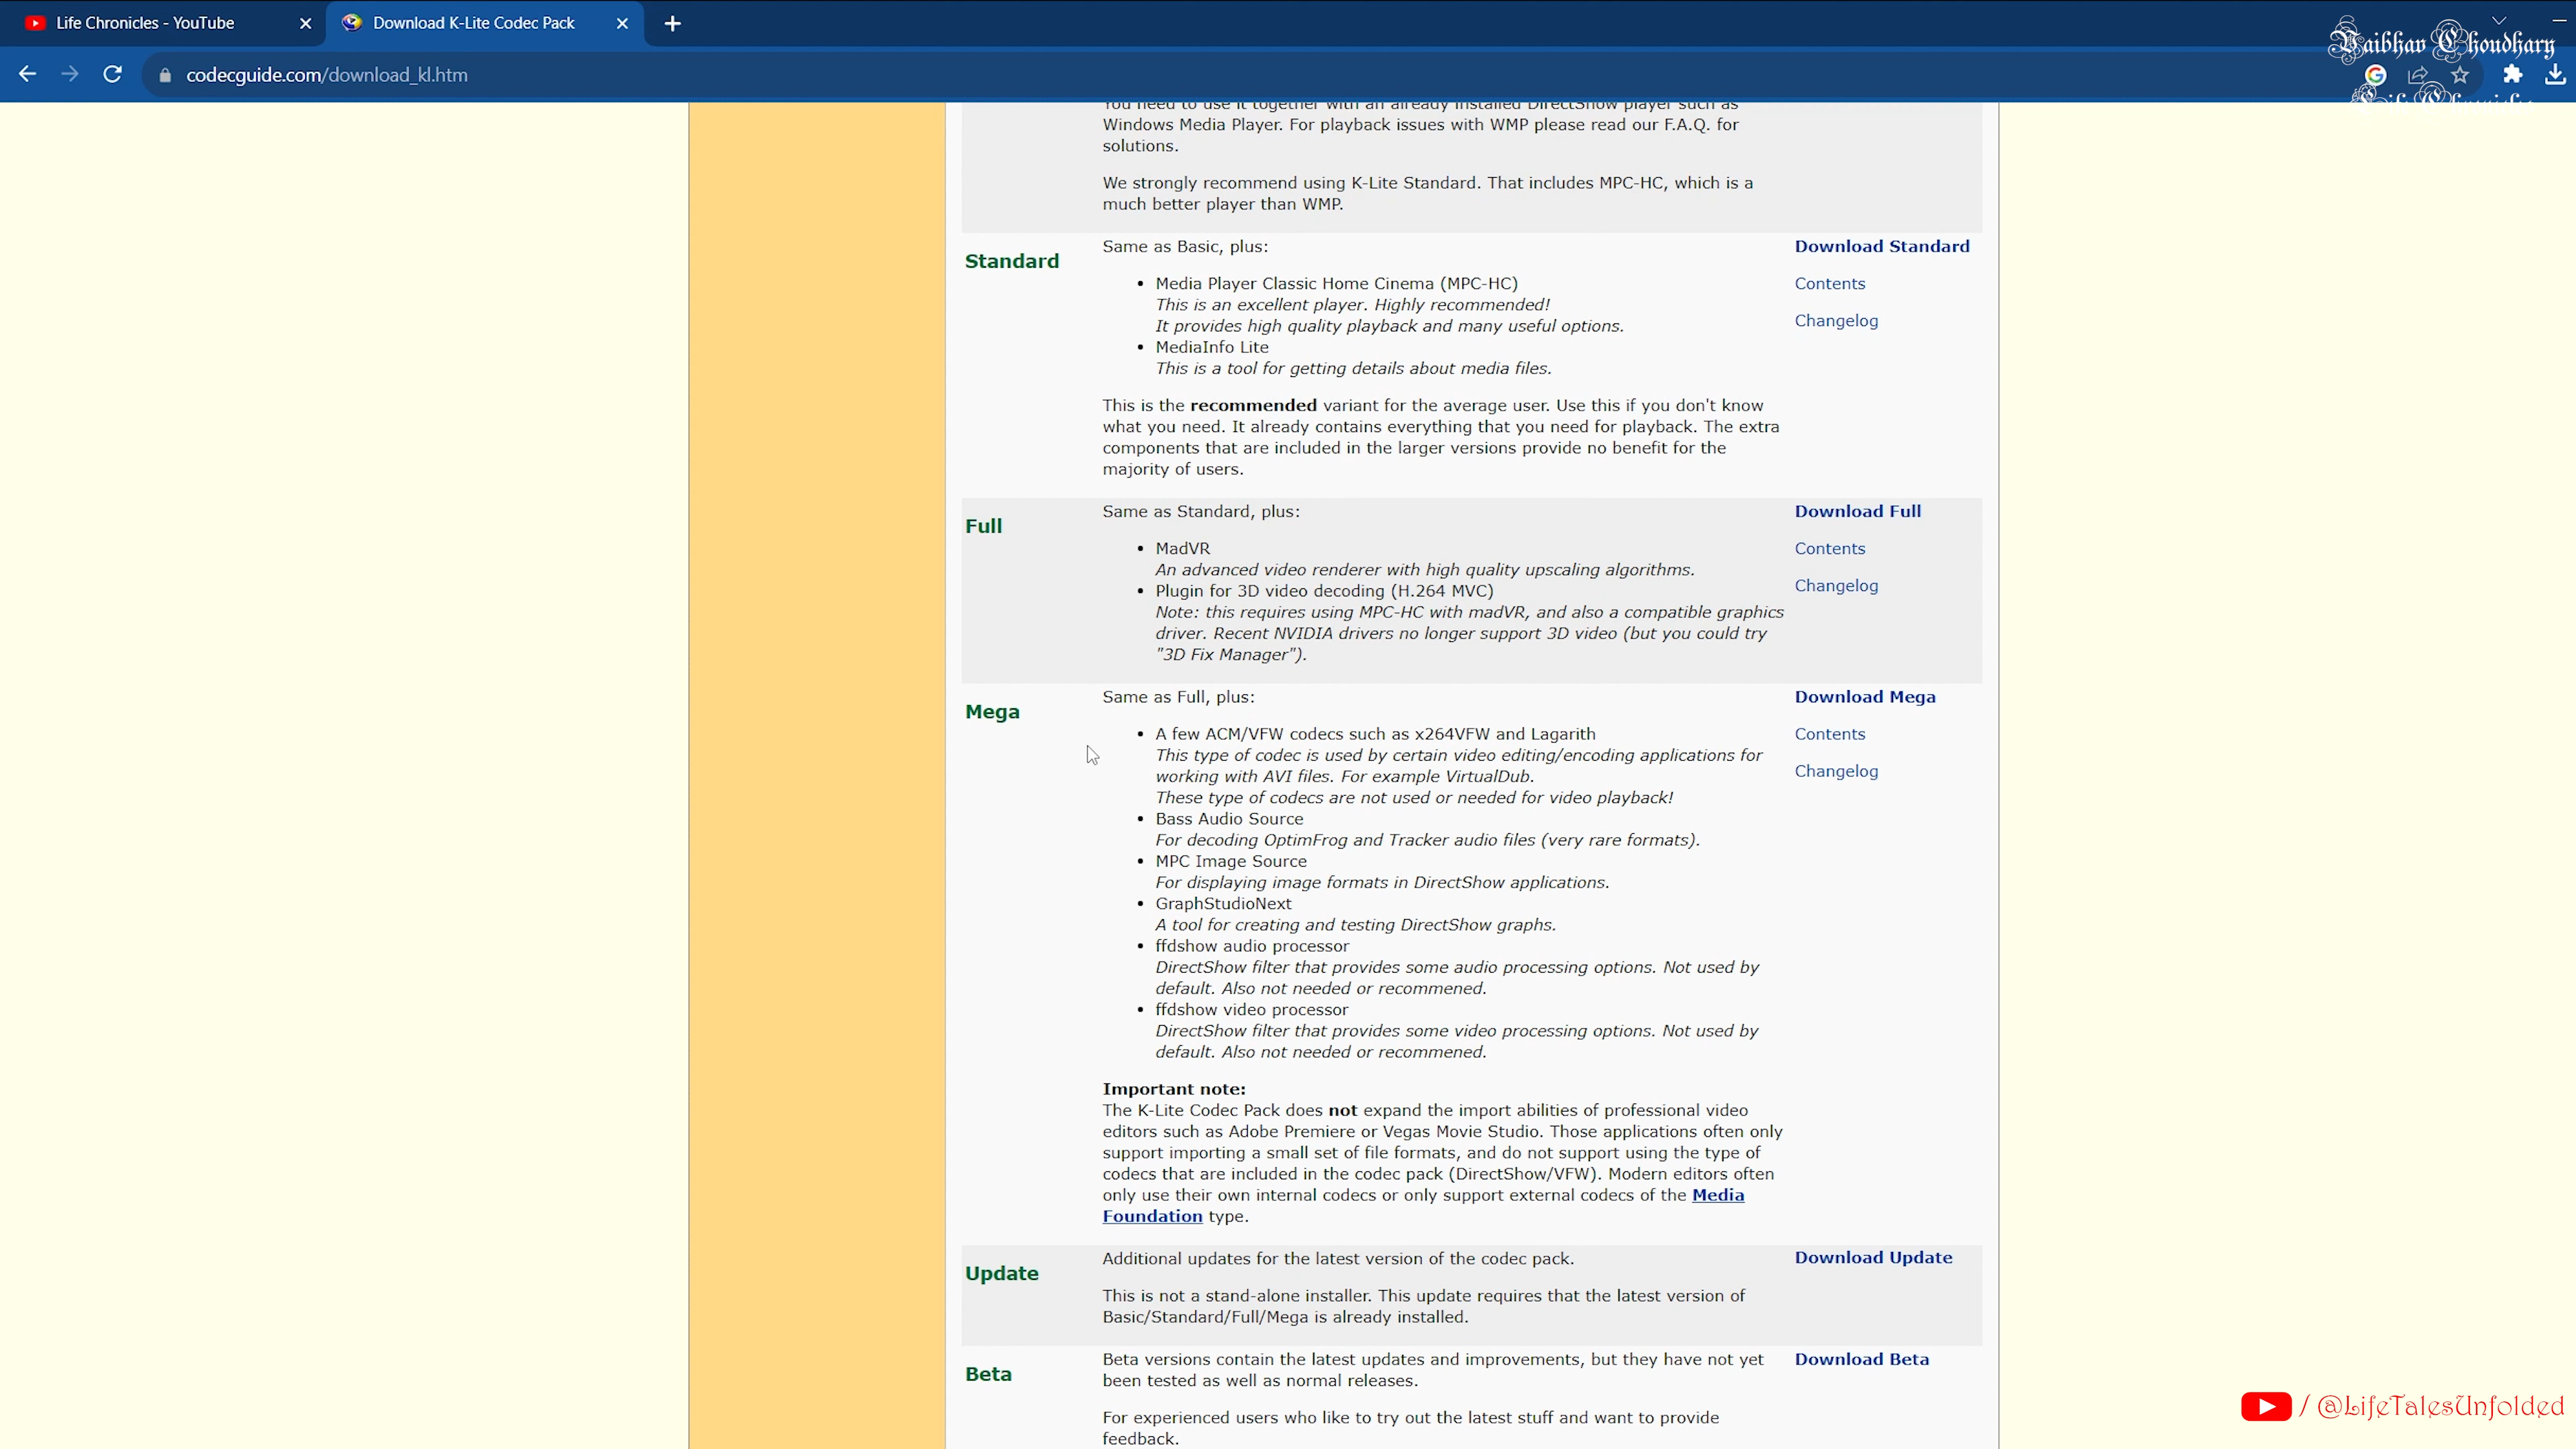 Life Chronicles - YouTube
Download K-Lite Codec Pack
Vaibhav Choudhary
codecguide.com/download_kl.htm
Life Chronicles
You need to use it together with an already installed DirectShow player such as
Windows Media Player. For playback issues with WMP please read our F.A.Q. for
solutions.
We strongly recommend using K-Lite Standard. That includes MPC-HC, which is a
much better player than WMP.
Standard
Same as Basic, plus:
Download Standard
• Media Player Classic Home Cinema (MPC-HC)
Contents
This is an excellent player. Highly recommended!
It provides high quality playback and many useful options.
Changelog
• MediaInfo Lite
This is a tool for getting details about media files.
This is the recommended variant for the average user. Use this if you don't know
what you need. It already contains everything that you need for playback. The extra
components that are included in the larger versions provide no benefit for the
majority of users.
Full
Same as Standard, plus:
Download Full
• MadVR
Contents
An advanced video renderer with high quality upscaling algorithms.
• Plugin for 3D video decoding (H.264 MVC)
Changelog
Note: this requires using MPC-HC with madVR, and also a compatible graphics
driver. Recent NVIDIA drivers no longer support 3D video (but you could try
"3D Fix Manager").
Mega
Same as Full, plus:
Download Mega
• A few ACM/VFW codecs such as x264VFW and Lagarith
Contents
This type of codec is used by certain video editing/encoding applications for
working with AVI files. For example VirtualDub.
Changelog
These type of codecs are not used or needed for video playback!
• Bass Audio Source
For decoding OptimFrog and Tracker audio files (very rare formats).
• MPC Image Source
For displaying image formats in DirectShow applications.
• GraphStudioNext
A tool for creating and testing DirectShow graphs.
• ffdshow audio processor
DirectShow filter that provides some audio processing options. Not used by
default. Also not needed or recommened.
• ffdshow video processor
DirectShow filter that provides some video processing options. Not used by
default. Also not needed or recommened.
Important note:
The K-Lite Codec Pack does not expand the import abilities of professional video
editors such as Adobe Premiere or Vegas Movie Studio. Those applications often only
support importing a small set of file formats, and do not support using the type of
codecs that are included in the codec pack (DirectShow/VFW). Modern editors often
only use their own internal codecs or only support external codecs of the Media
Foundation type.
Update
Additional updates for the latest version of the codec pack.
Download Update
This is not a stand-alone installer. This update requires that the latest version of
Basic/Standard/Full/Mega is already installed.
Beta
Beta versions contain the latest updates and improvements, but they have not yet
Download Beta
been tested as well as normal releases.
For experienced users who like to try out the latest stuff and want to provide
feedback.
/ @LifeTalesUnfolded